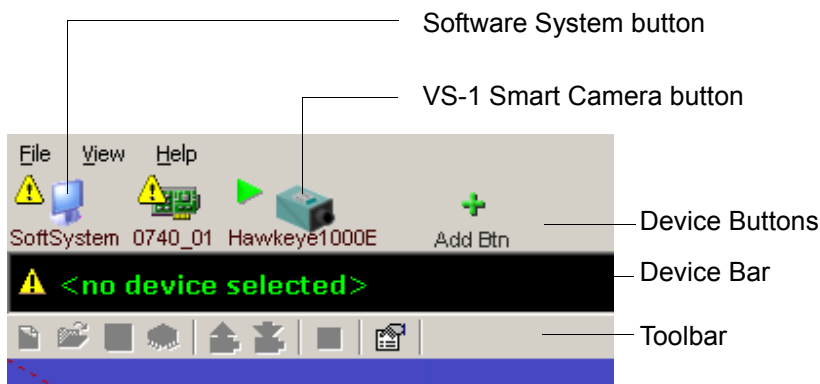 Software System button
VS-1 Smart Camera button
File View Help
SoftSystem 0740_01 Hawkeye1000E Add Btn
Device Buttons
<no device selected>
Device Bar
Toolbar